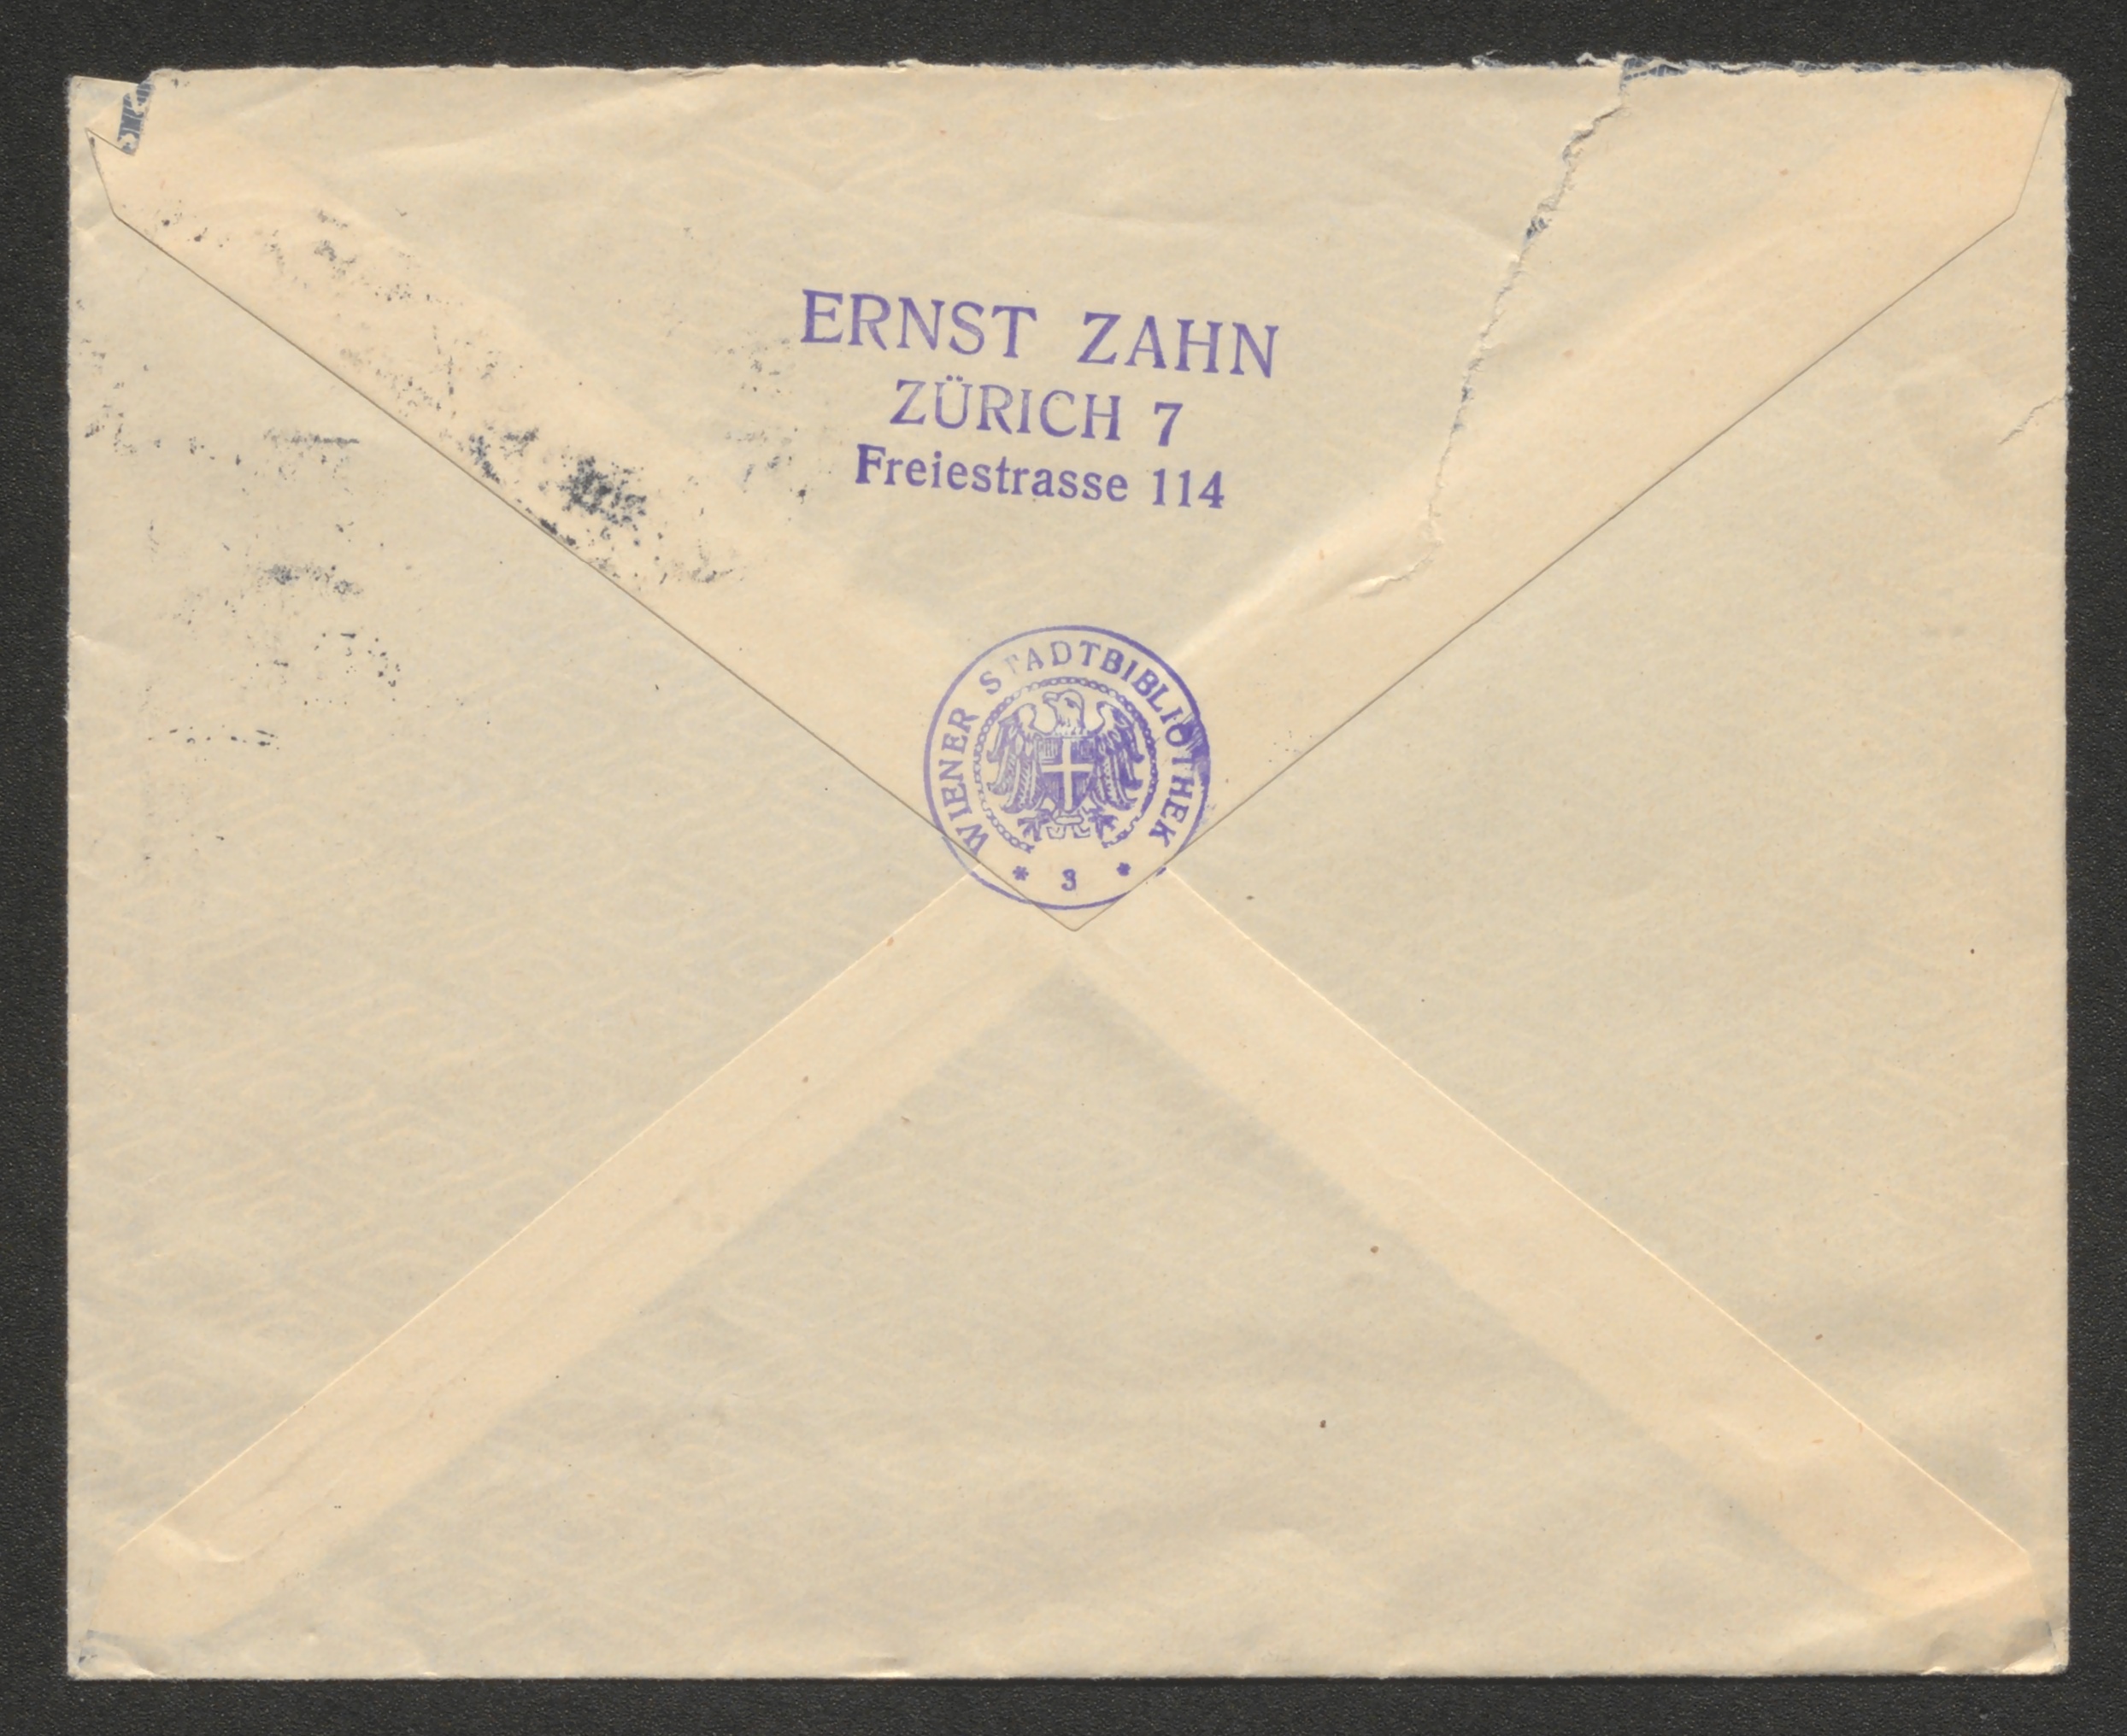 ERNST ZAHN
ZÜRICH 7
Freiestrasse 114
WIENER STADTBIBLIOTHEK
* 3 *